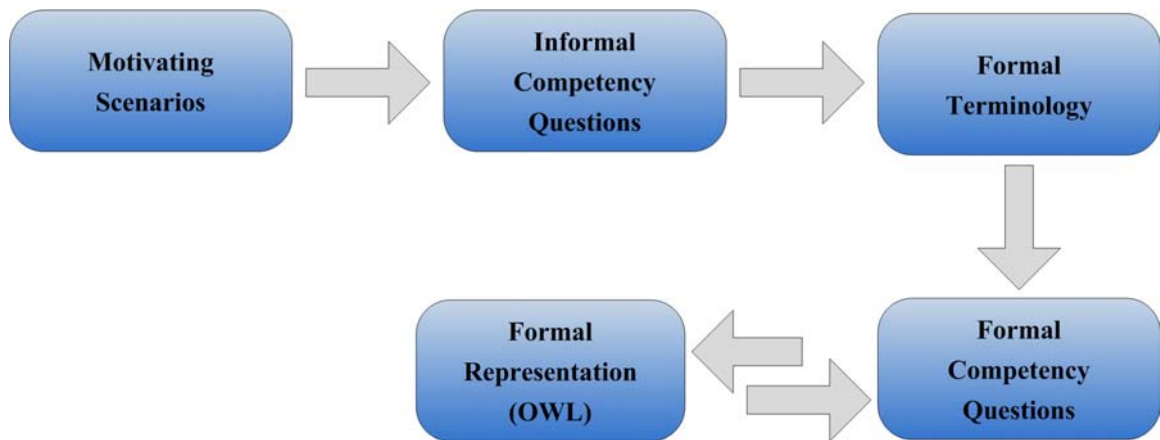 Motivating
Scenarios
Informal
Competency
Questions
Formal
Terminology
Formal
Competency
Questions
Formal
Representation
(OWL)